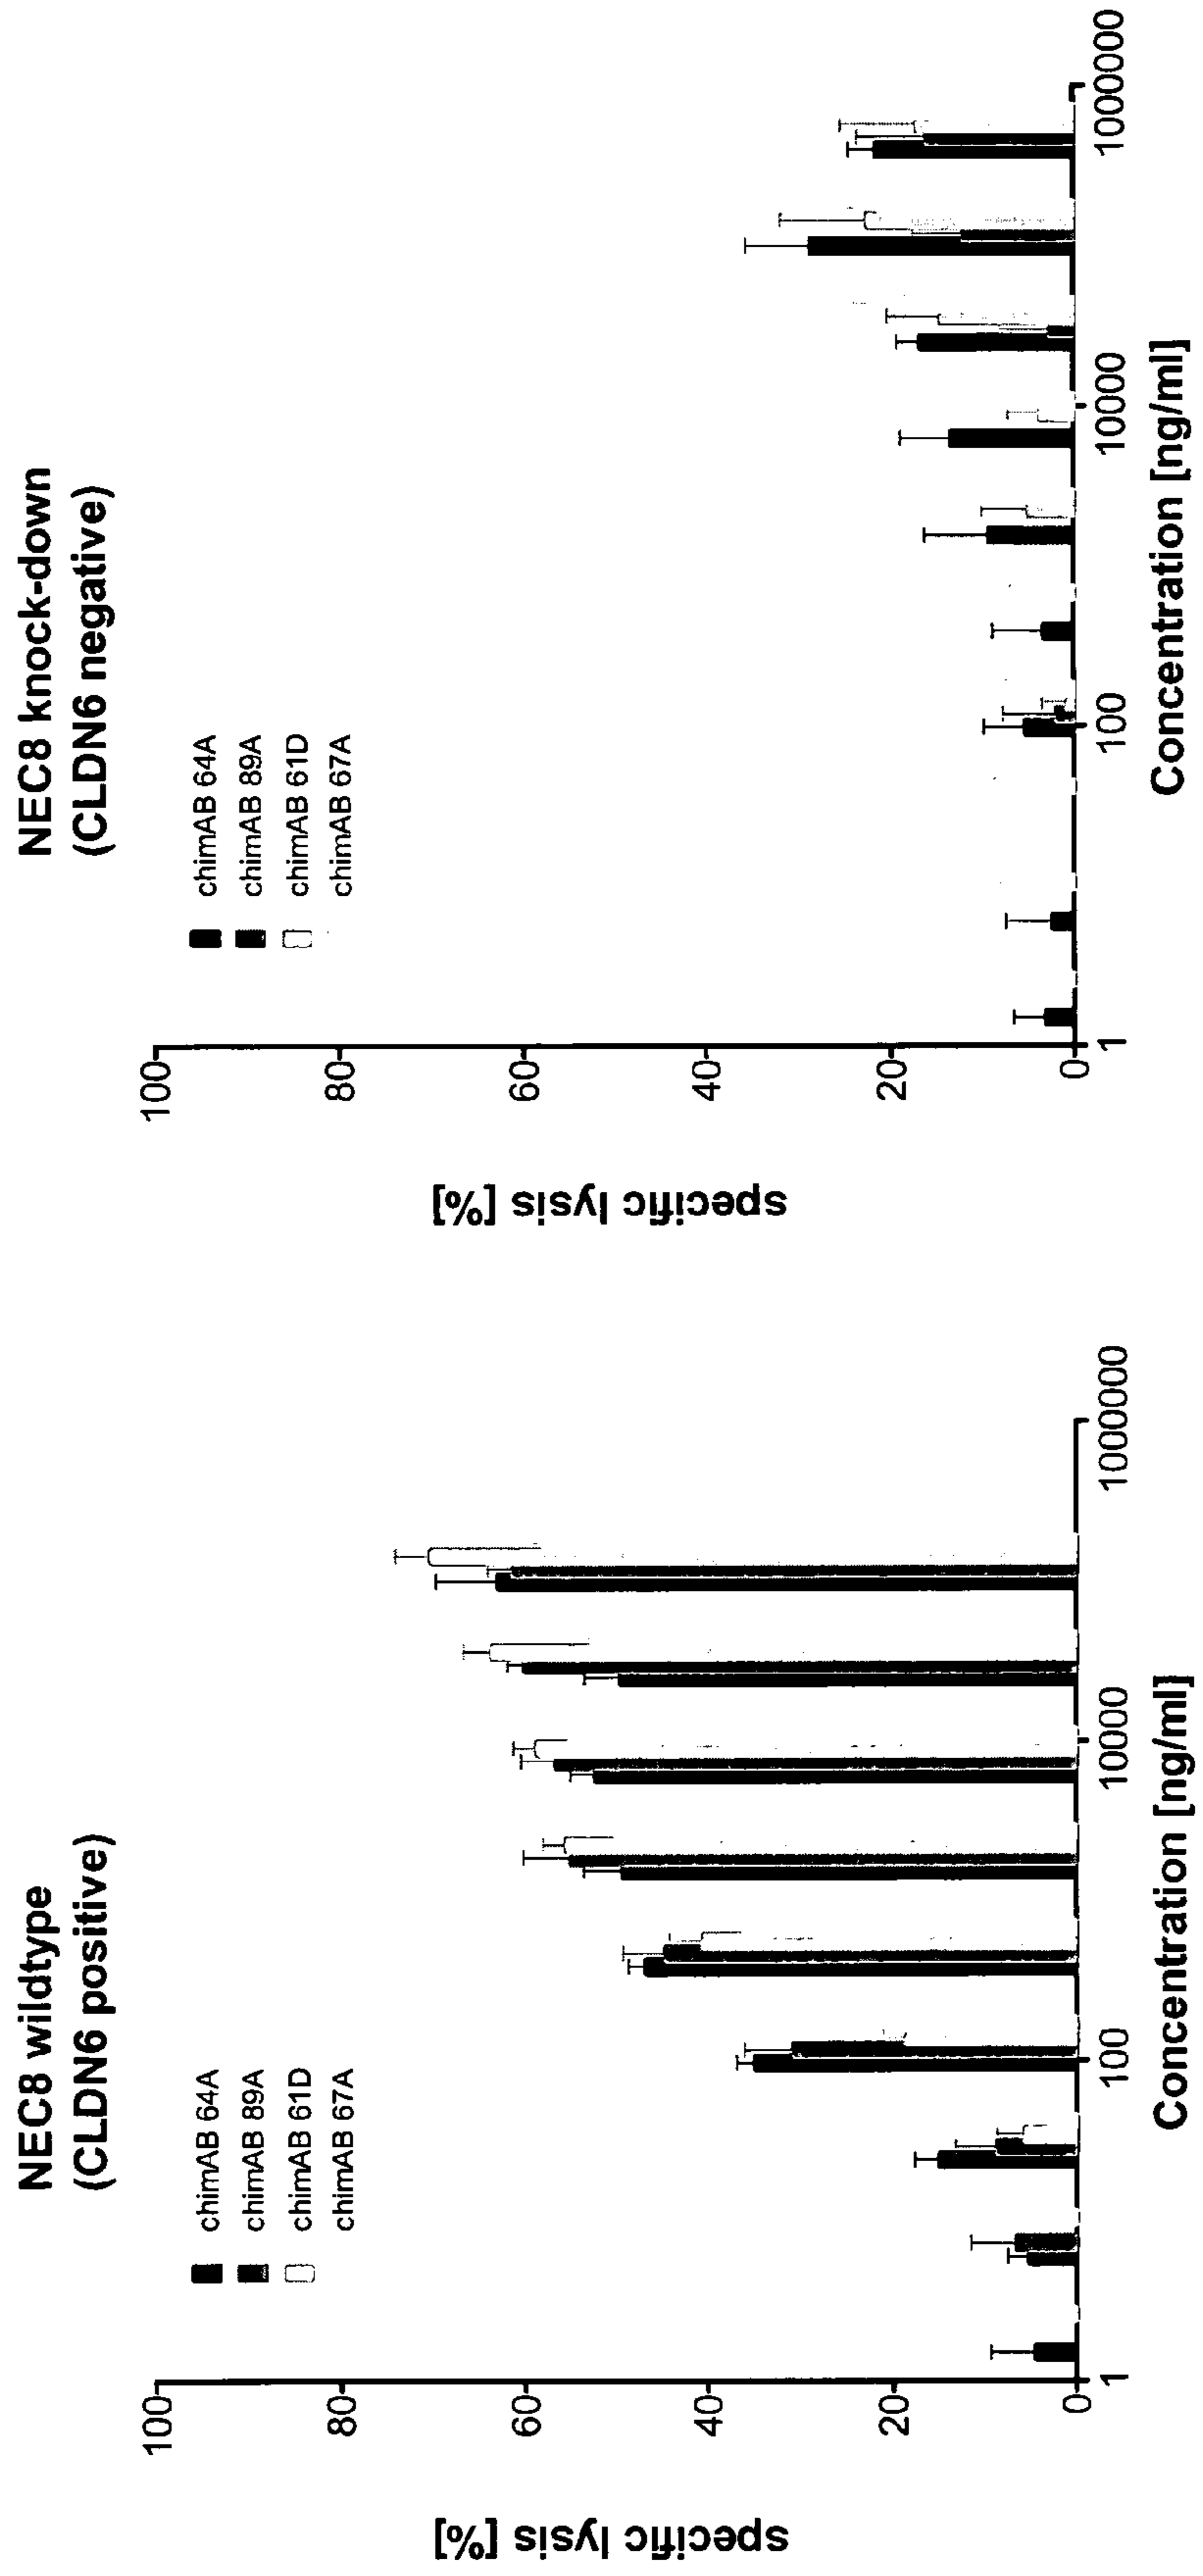 NEC8 wildtype
(CLDN6 positive)
chimAB 64A
chimAB 89A
chimAB 61D
chimAB 67A
specific lysis [%]
100
80
60
40
20
0
1
100
10000
1000000
Concentration [ng/ml]
NEC8 knock-down
(CLDN6 negative)
chimAB 64A
chimAB 89A
chimAB 61D
chimAB 67A
specific lysis [%]
100
80
60
40
20
0
1
100
10000
1000000
Concentration [ng/ml]